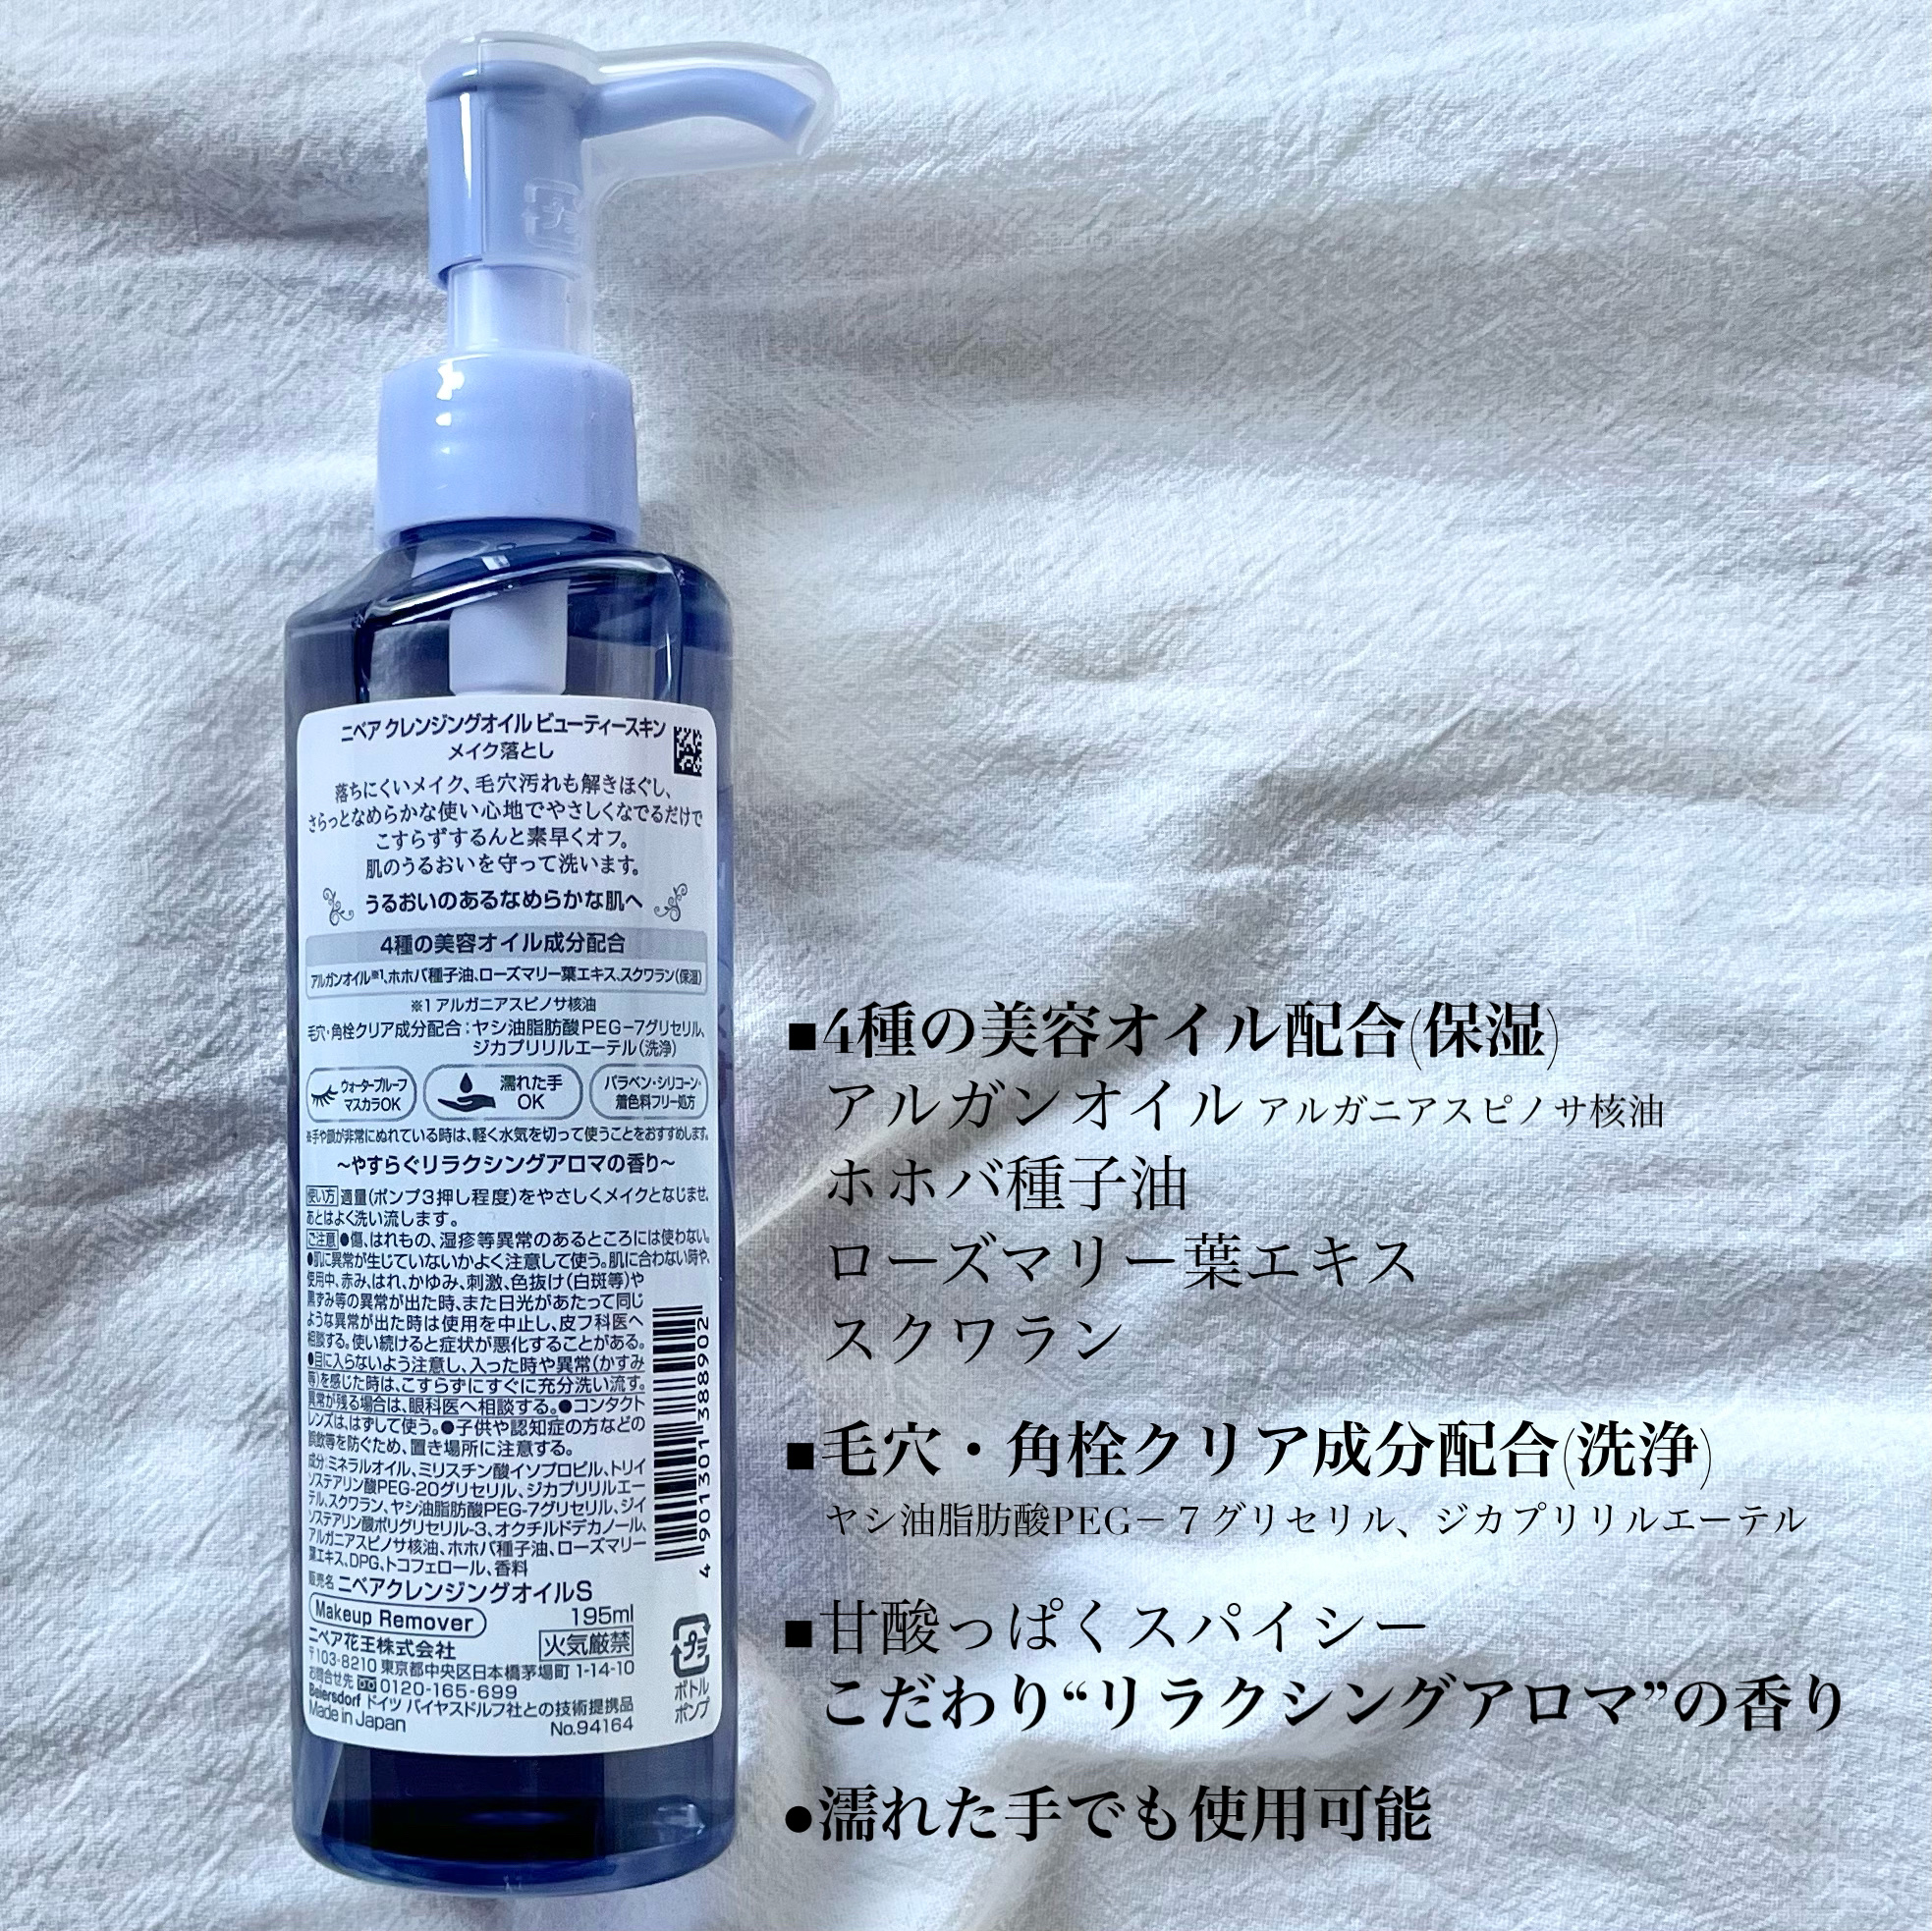 プラ
ニベア クレンジングオイル ビューティースキン
メイク落とし
落ちにくいメイク、毛穴汚れも解きほぐし、
さらっとなめらかな使い心地でやさしくなでるだけで
こすらずするんと素早くオフ。
肌のうるおいを守って洗います。
うるおいのあるなめらかな肌へ
4種の美容オイル成分配合
アルガンオイル※1、ホホバ種子油、ローズマリー葉エキス、スクワラン(保湿)
※1 アルガニアスピノサ核油
毛穴・角栓クリア成分配合：ヤシ油脂肪酸PEG−7グリセリル、
ジカプリリルエーテル(洗浄)
ウォータープルーフ
マスカラOK
濡れた手
OK
パラベン・シリコーン・
着色料フリー処方
※手や顔が非常にぬれている時は、軽く水気を切って使うことをおすすめします。
～やすらぐリラクシングアロマの香り～
使い方 適量(ポンプ3押し程度)をやさしくメイクとなじませ、
あとはよく洗い流します。
ご注意 ●傷、はれもの、湿疹等異常のあるところには使わない。
●肌に異常が生じていないかよく注意して使う。肌に合わない時や、
使用中、赤み、はれ、かゆみ、刺激、色抜け(白斑等)や
黒ずみ等の異常が出た時、また日光があたって同じ
ような異常が出た時は使用を中止し、皮フ科医へ
相談する。使い続けると症状が悪化することがある。
●目に入らないよう注意し、入った時や異常(かすみ
等)を感じた時は、こすらずにすぐに充分洗い流す。
異常が残る場合は、眼科医へ相談する。●コンタクト
レンズは、はずして使う。●子供や認知症の方などの
誤飲等を防ぐため、置き場所に注意する。
成分：ミネラルオイル、ミリスチン酸イソプロピル、トリイ
ソステアリン酸PEG-20グリセリル、ジカプリリルエー
テル、スクワラン、ヤシ油脂肪酸PEG-7グリセリル、ジイ
ソステアリン酸ポリグリセリル-3、オクチルドデカノール、
アルガニアスピノサ核油、ホホバ種子油、ローズマリー
葉エキス、DPG、トコフェロール、香料
販売名 ニベアクレンジングオイルS
Makeup Remover
195ml
火気厳禁
ニベア花王株式会社
〒103-8210 東京都中央区日本橋茅場町 1-14-10
お問合せ先 0120-165-699
Beiersdorf ドイツ バイヤスドルフ社との技術提携品
Made in Japan
No.94164
4 901301 388902
プラ
ボトル
ポンプ
■4種の美容オイル配合(保湿)
アルガンオイル アルガニアスピノサ核油
ホホバ種子油
ローズマリー葉エキス
スクワラン
■毛穴・角栓クリア成分配合(洗浄)
ヤシ油脂肪酸PEG－７グリセリル、ジカプリリルエーテル
■甘酸っぱくスパイシー
こだわり“リラクシングアロマ”の香り
●濡れた手でも使用可能